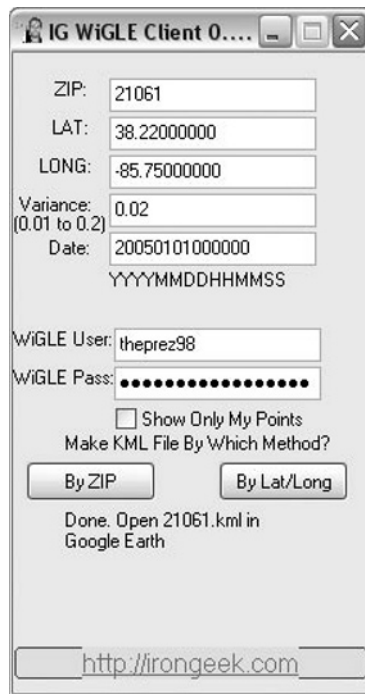 IG WiGLE Client 0....
ZIP: 21061
LAT: 38.22000000
LONG: -85.75000000
Variance: 0.02
(0.01 to 0.2)
Date: 20050101000000
YYYYMMDDHHMMSS
WiGLE User: theprez98
WiGLE Pass: ●●●●●●●●●●●●●●●●●
Show Only My Points
Make KML File By Which Method?
By ZIP By Lat/Long
Done. Open 21061.kml in
Google Earth
http://irongeek.com